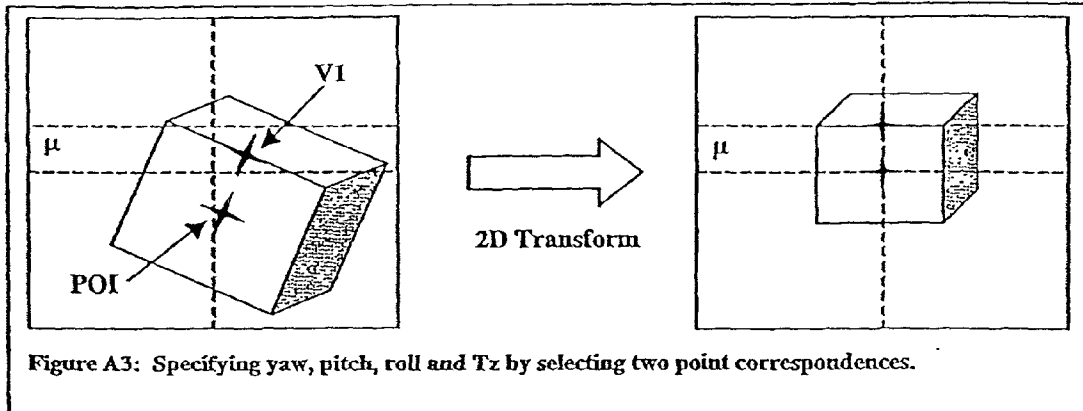 V1
μ
POI
2D Transform
μ
Figure A3: Specifying yaw, pitch, roll and Tz by selecting two point correspondences.